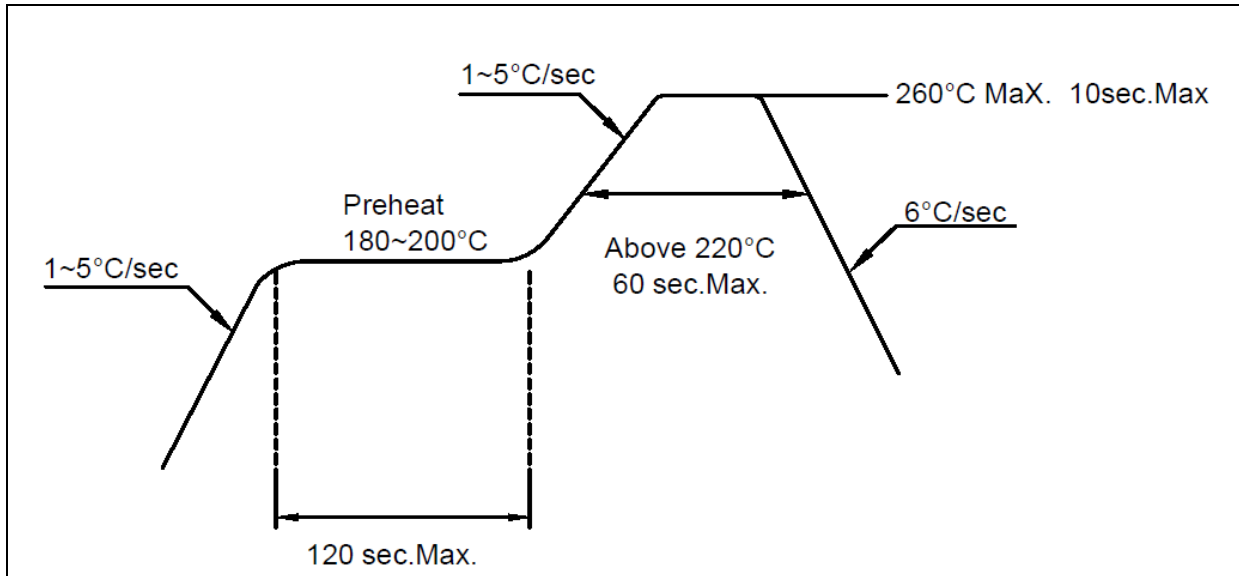 1~5°C/sec
260°C MaX. 10sec.Max
Preheat
180~200°C
6°C/sec
Above 220°C
60 sec.Max.
1~5°C/sec
120 sec.Max.